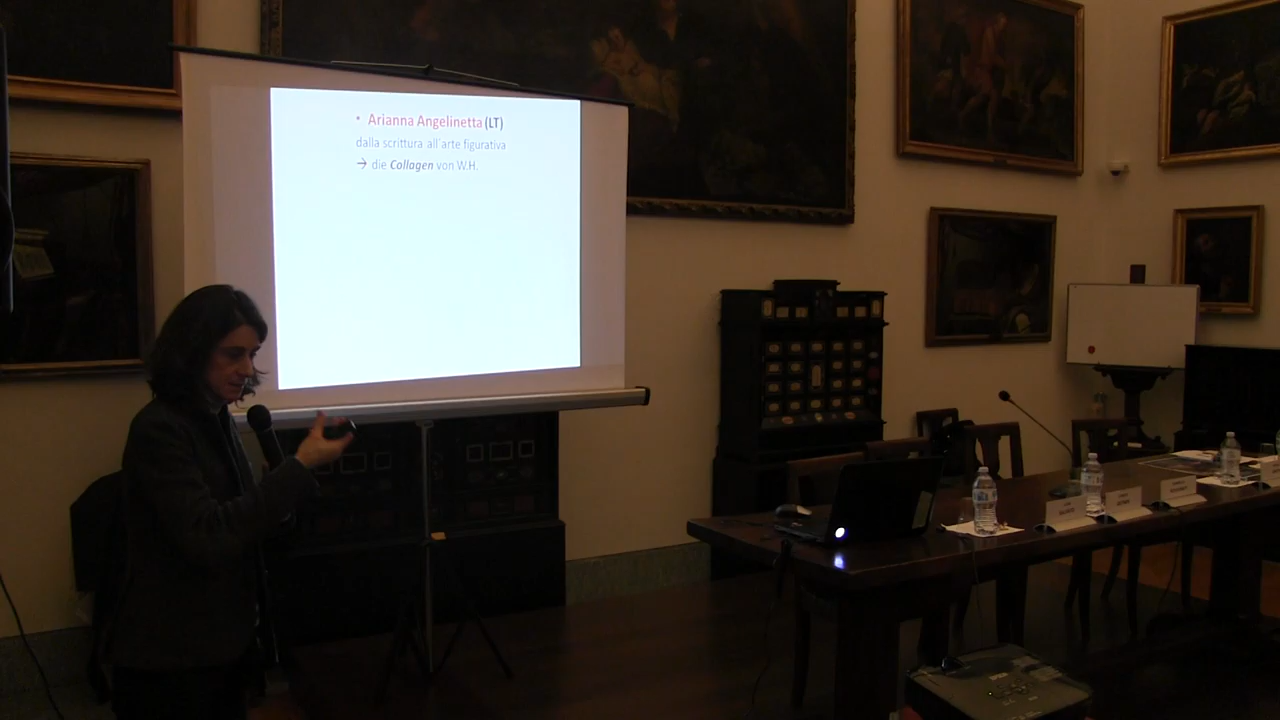 • Arianna Angelinetta (LT)
dalla scrittura all'arte figurativa
→ die Collagen von W.H.